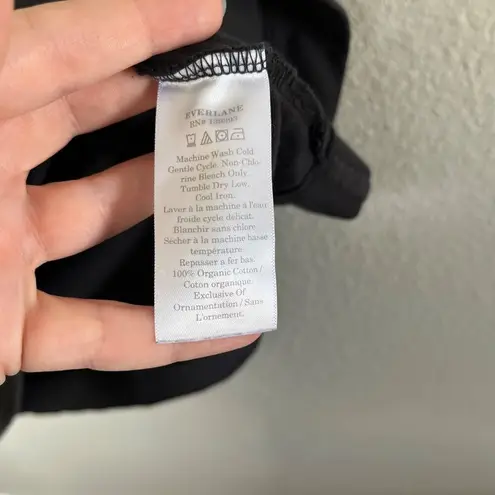 EVERLANE
Machine Wash Cold
Gentle Cycle. Non-Chlo-
rine Bleach Only.
Tumble Dry Low.
Cool Iron.
Laver à la machine à l'eau
froide cycle délicat.
Blanchir sans chlore.
Sécher à la machine basse
température.
Repasser a fer bas.
100% Organic Cotton /
Coton organique.
Exclusive Of
Ornamentation / Sans
L'ornement.